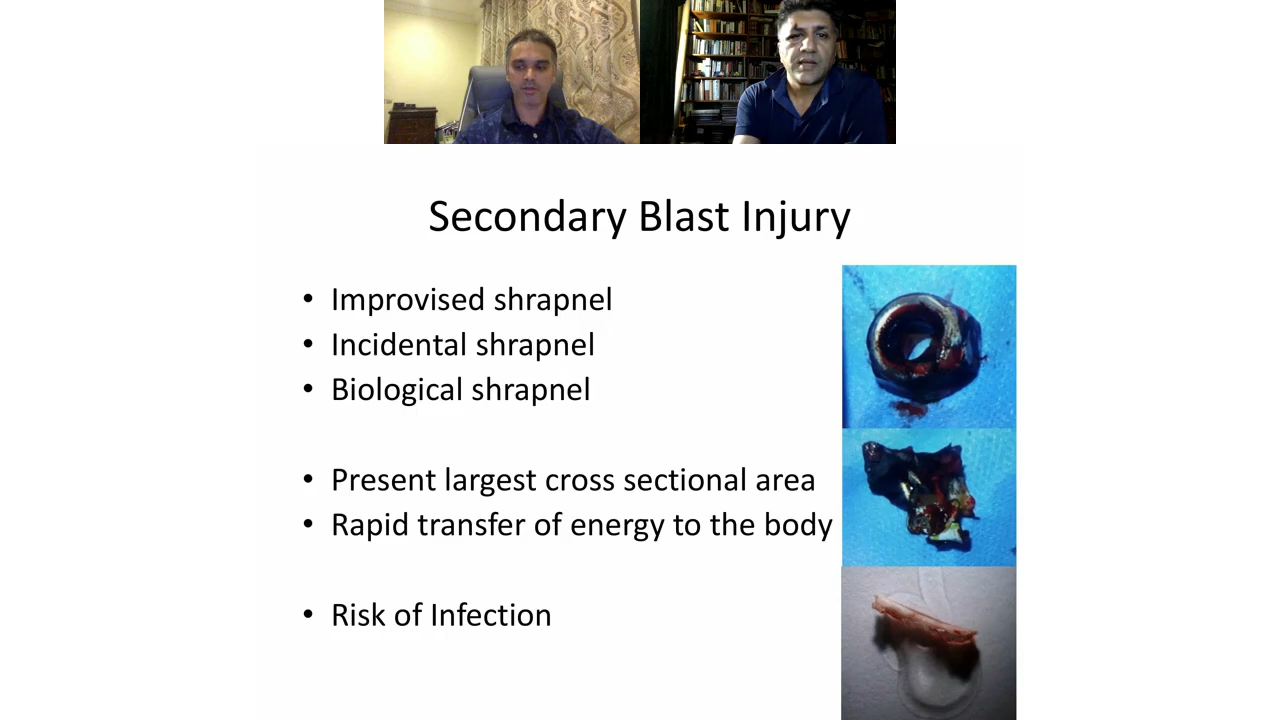 Secondary Blast Injury
• Improvised shrapnel
• Incidental shrapnel
• Biological shrapnel
• Present largest cross sectional area
• Rapid transfer of energy to the body
• Risk of Infection